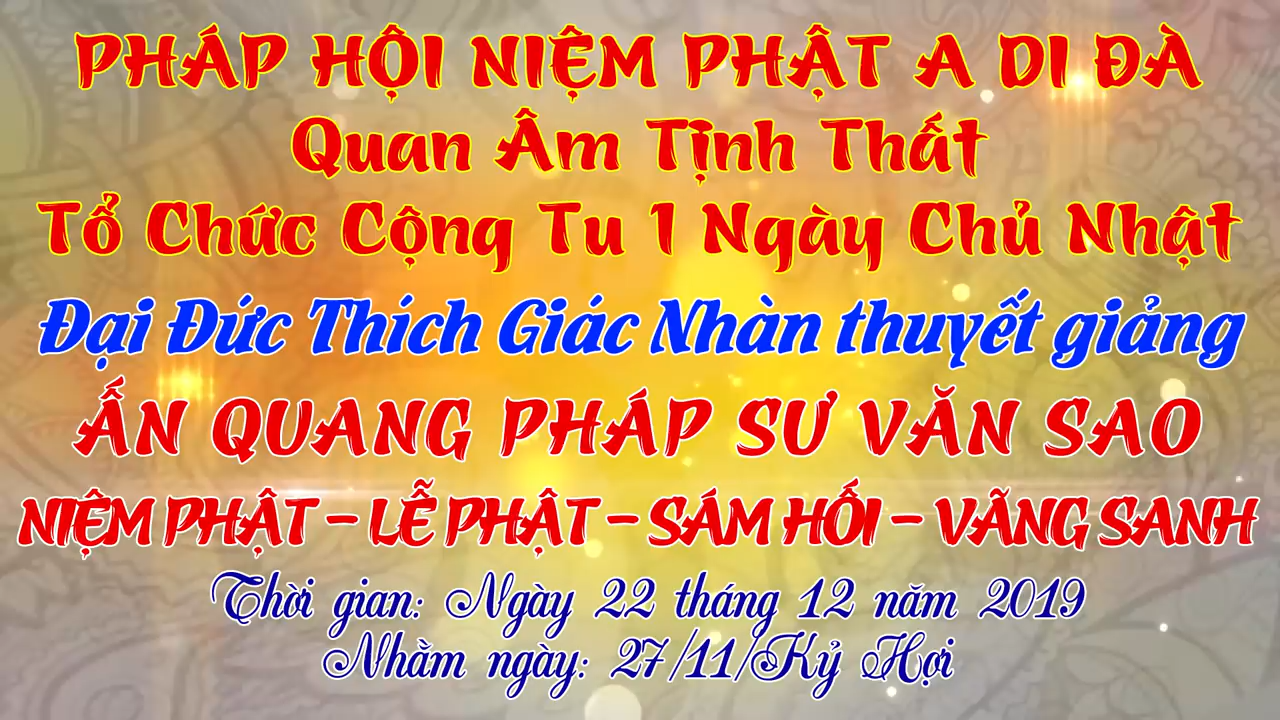 PHÁP HỘI NIỆM PHẬT A DI ĐÀ
Quan Âm Tịnh Thất
Tổ Chức Cộng Tu 1 Ngày Chủ Nhật
Đại Đức Thích Giác Nhàn thuyết giảng
ẤN QUANG PHÁP SƯ VĂN SAO
NIỆM PHẬT – LỄ PHẬT – SÁM HỐI – VÃNG SANH
Thời gian: Ngày 22 tháng 12 năm 2019
Nhằm ngày: 27/11/Kỷ Hợi